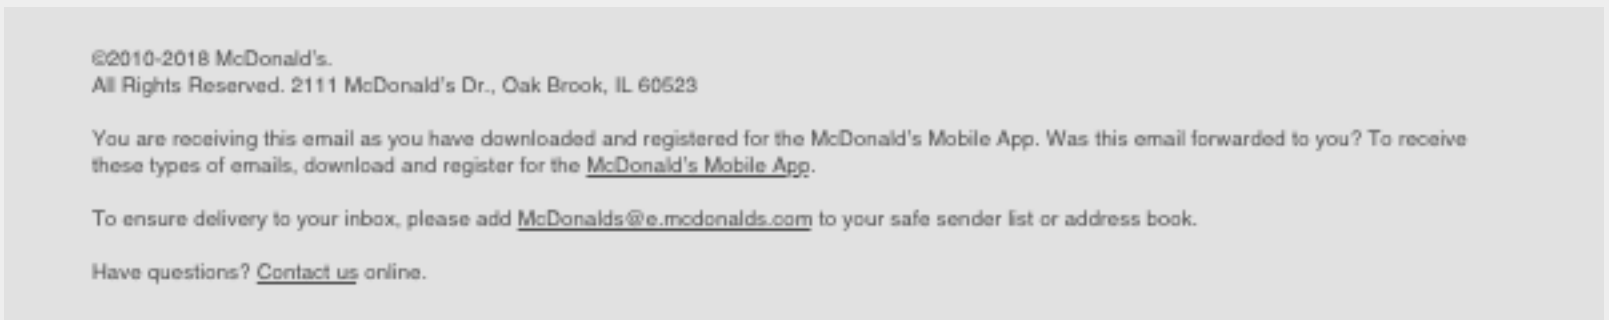 ©2010-2018 McDonald's.
All Rights Reserved. 2111 McDonald's Dr., Oak Brook, IL 60523
You are receiving this email as you have downloaded and registered for the McDonald's Mobile App. Was this email forwarded to you? To receive
these types of emails, download and register for the McDonald's Mobile App.
To ensure delivery to your inbox, please add McDonalds@e.mcdonalds.com to your safe sender list or address book.
Have questions? Contact us online.